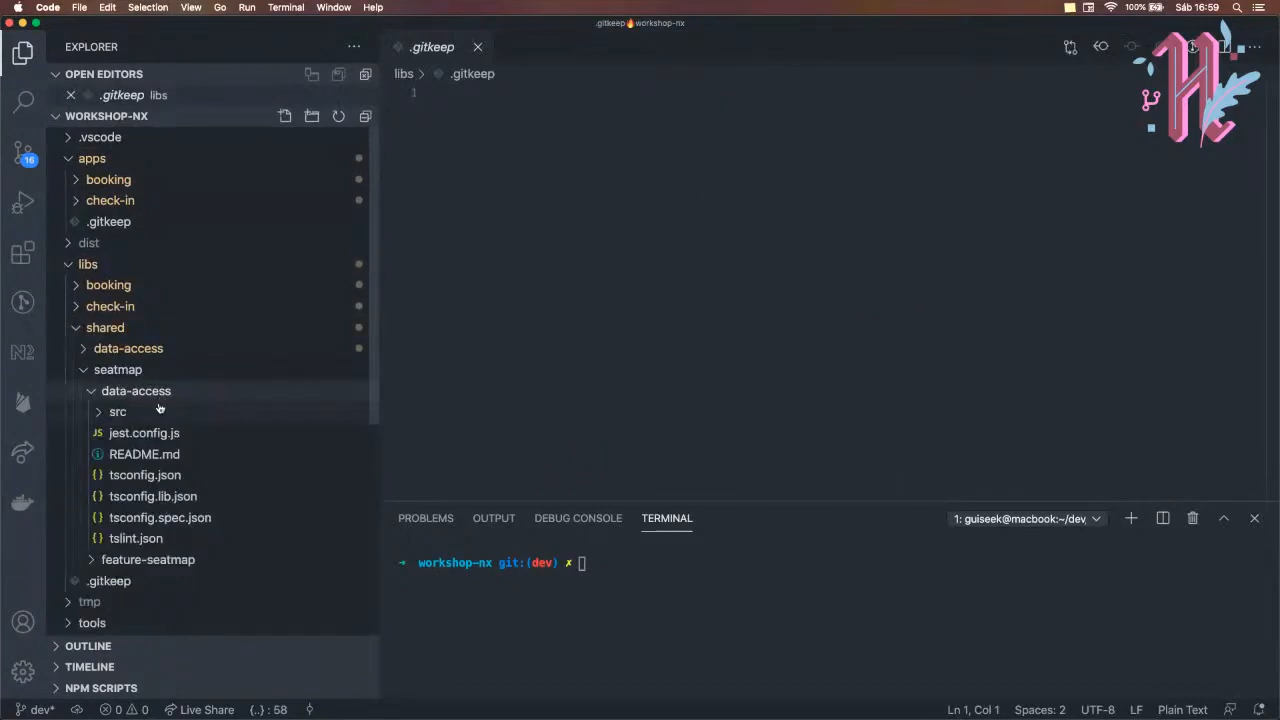 Code File Edit Selection View Go Run Terminal Window Help 100% Sáb 16:59
.gitkeep🔥workshop-nx
EXPLORER
OPEN EDITORS
.gitkeep libs
WORKSHOP-NX
.vscode
apps
booking
check-in
.gitkeep
dist
libs
booking
check-in
shared
data-access
seatmap
data-access
src
JS jest.config.js
README.md
{} tsconfig.json
{} tsconfig.lib.json
{} tsconfig.spec.json
{} tslint.json
feature-seatmap
.gitkeep
tmp
tools
OUTLINE
TIMELINE
NPM SCRIPTS
16
.gitkeep
libs > .gitkeep
1
H
PROBLEMS OUTPUT DEBUG CONSOLE TERMINAL 1: guiseek@macbook:~/dev
→ workshop-nx git:(dev) ✗
dev* 0 0 Live Share {..} : 58 Ln 1, Col 1 Spaces: 2 UTF-8 LF Plain Text